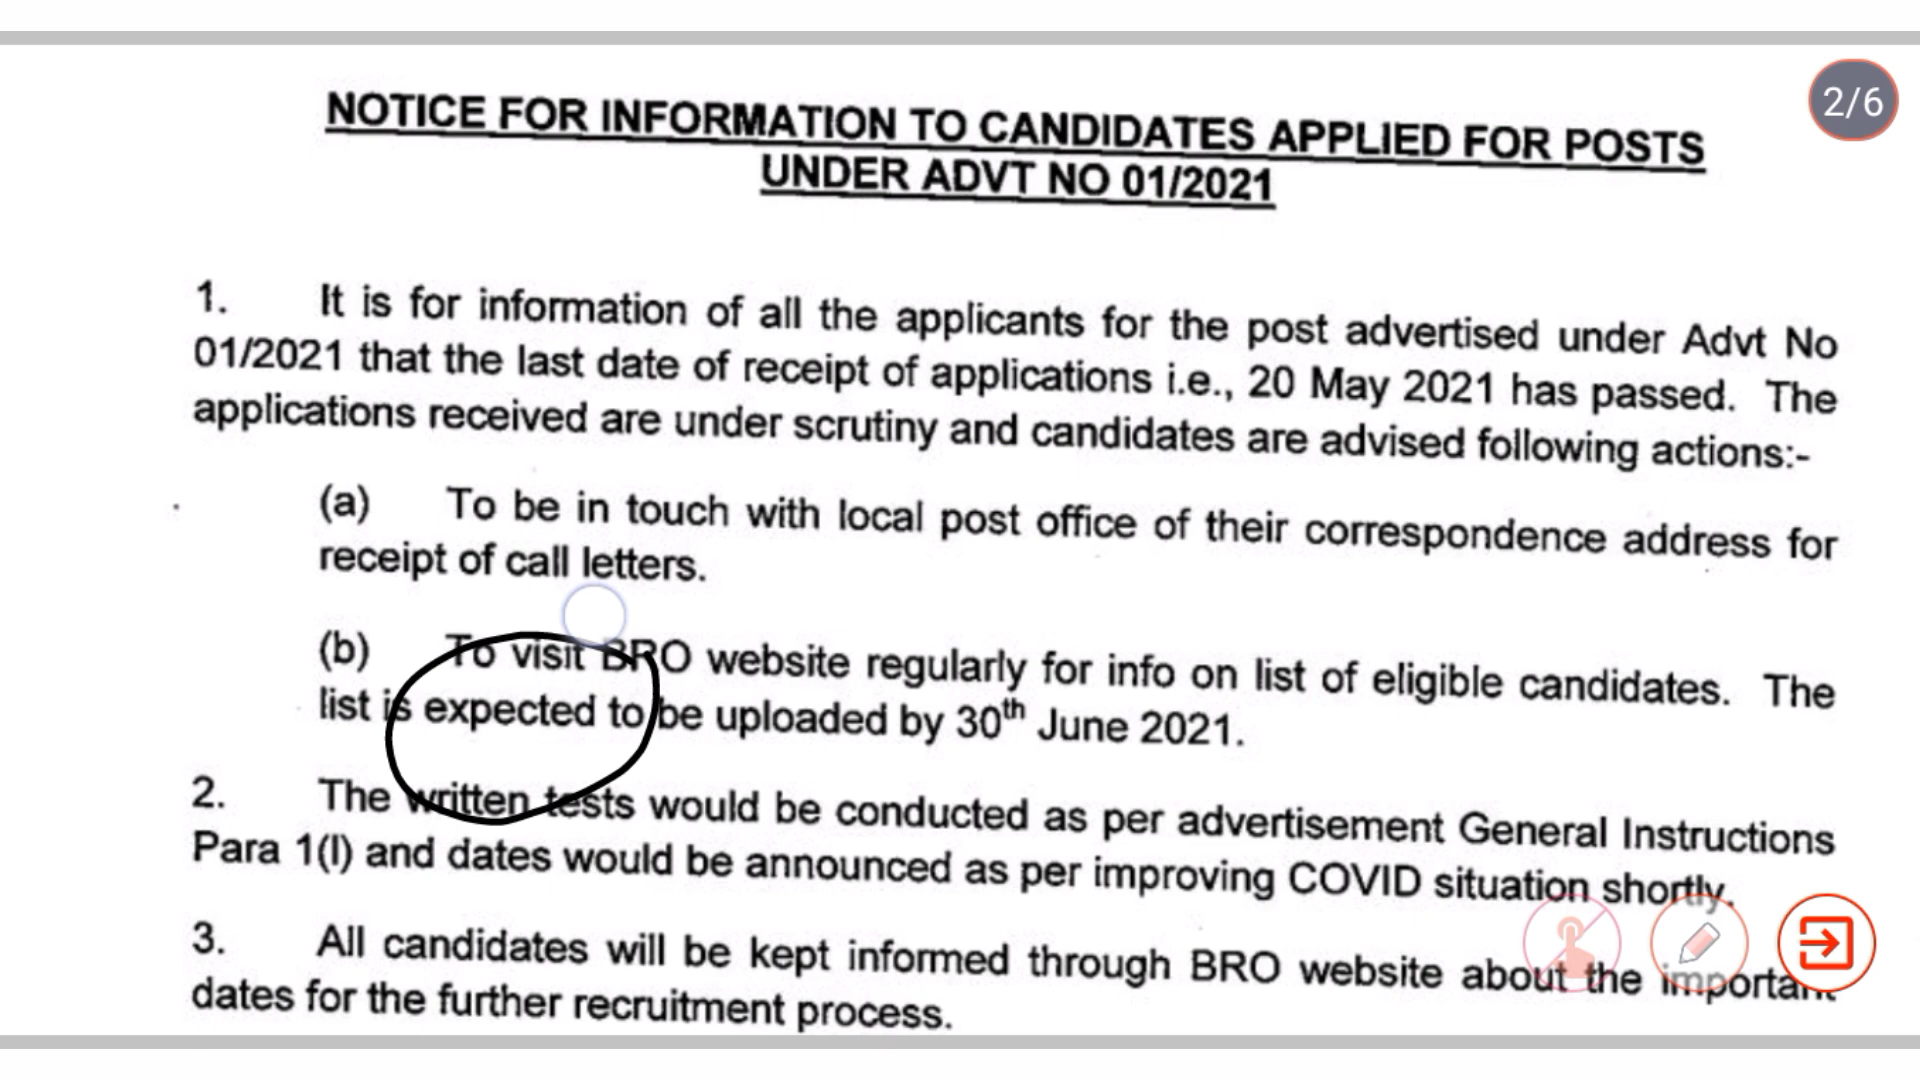 2/6
NOTICE FOR INFORMATION TO CANDIDATES APPLIED FOR POSTS
UNDER ADVT NO 01/2021
1. It is for information of all the applicants for the post advertised under Advt No
01/2021 that the last date of receipt of applications i.e., 20 May 2021 has passed. The
applications received are under scrutiny and candidates are advised following actions:-
(a) To be in touch with local post office of their correspondence address for
receipt of call letters.
(b) To visit BRO website regularly for info on list of eligible candidates. The
list is expected to be uploaded by 30th June 2021.
2. The written tests would be conducted as per advertisement General Instructions
Para 1(l) and dates would be announced as per improving COVID situation shortly.
3. All candidates will be kept informed through BRO website about the important
dates for the further recruitment process.